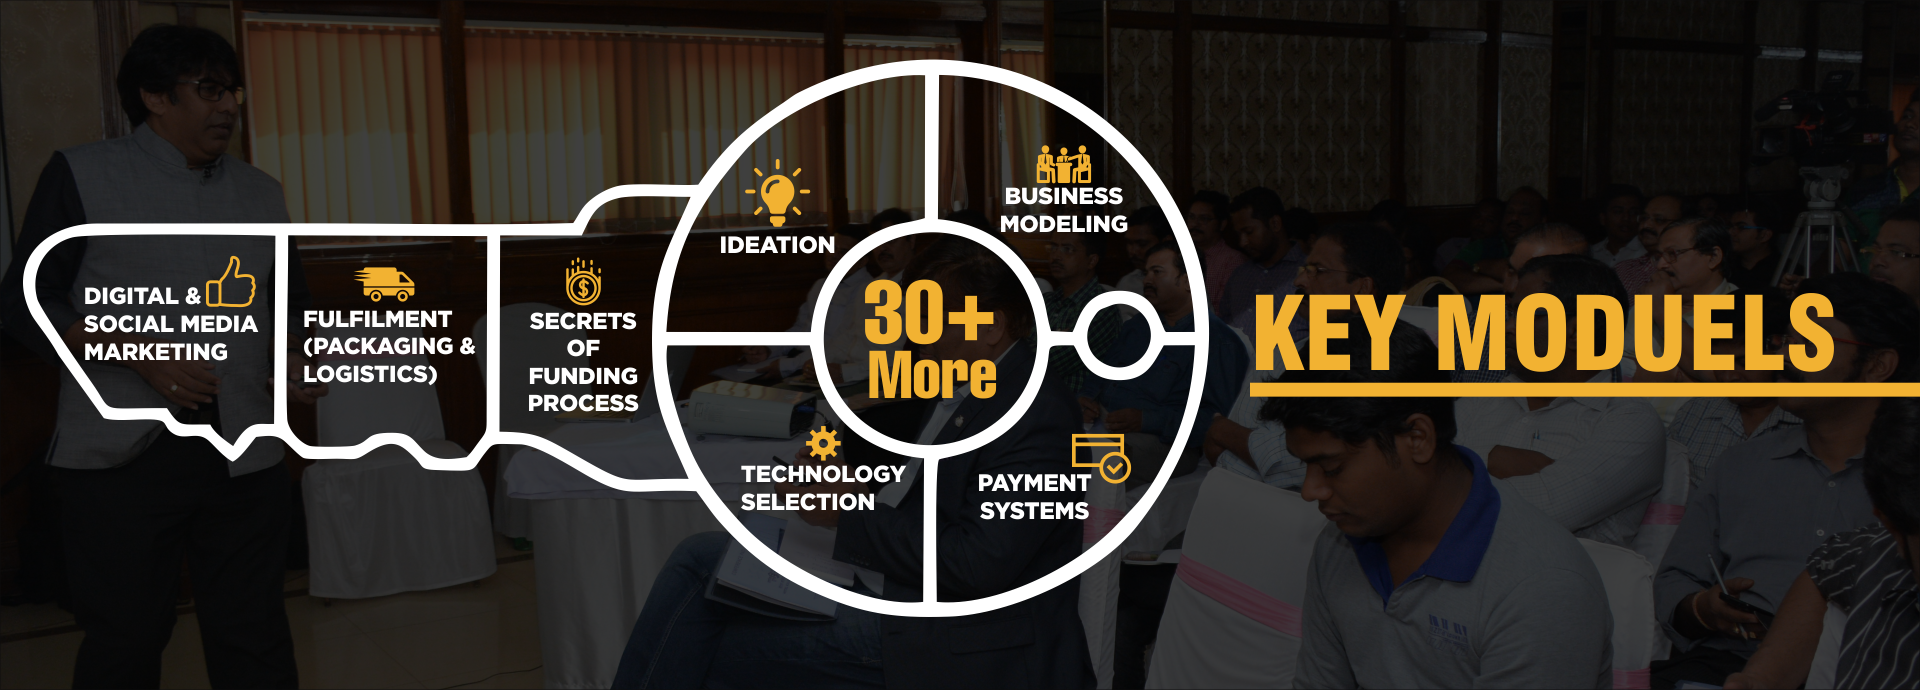 DIGITAL &
SOCIAL MEDIA
MARKETING
FULFILMENT
(PACKAGING &
LOGISTICS)
SECRETS
OF
FUNDING
PROCESS
IDEATION
BUSINESS
MODELING
30+
More
TECHNOLOGY
SELECTION
PAYMENT
SYSTEMS
KEY MODUELS